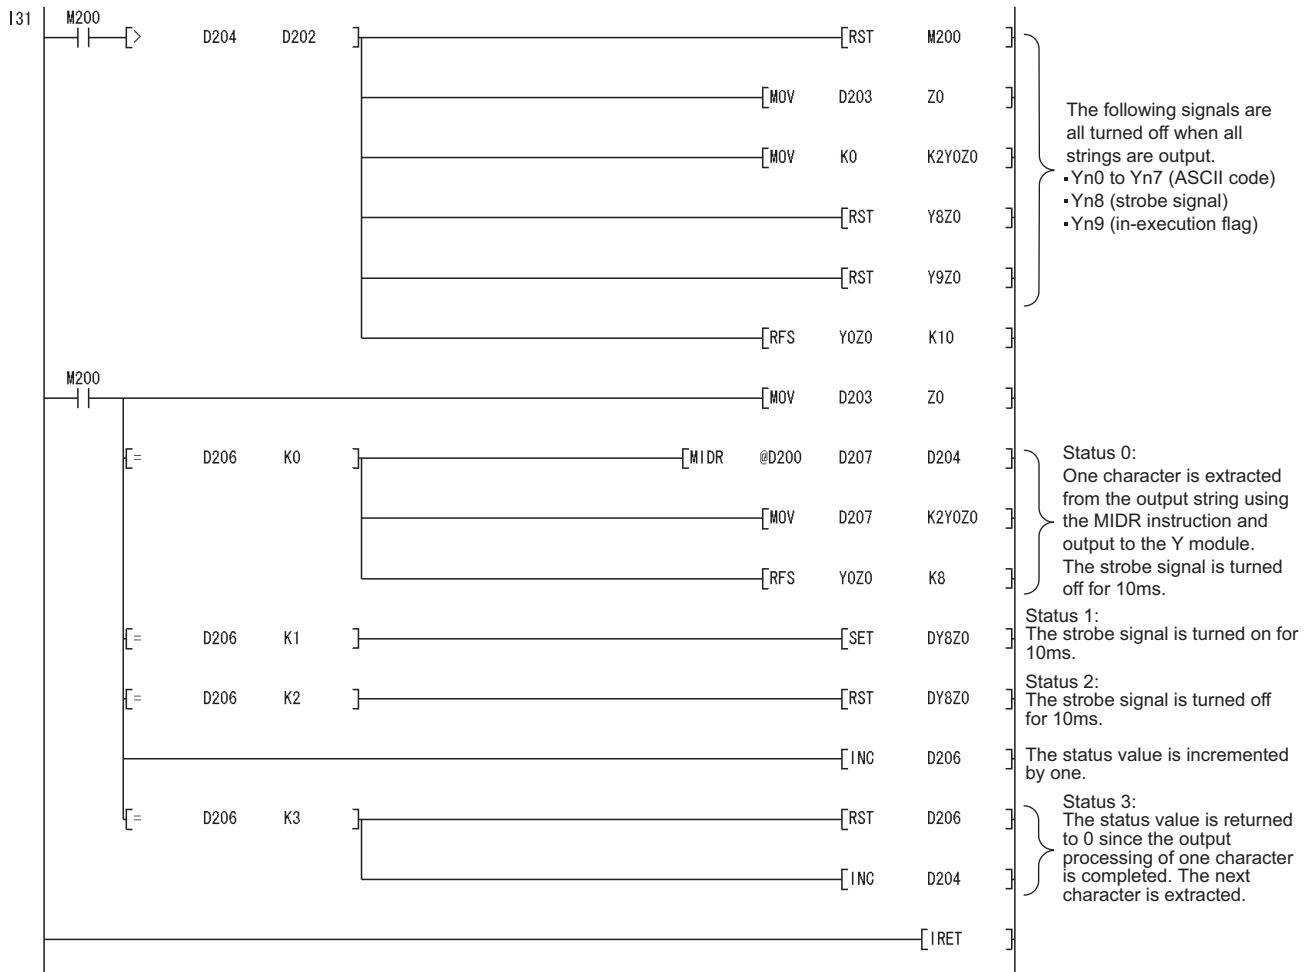 I31
M200
[> D204 D202 ]
[RST M200 ]
[MOV D203 Z0 ]
[MOV K0 K2Y0Z0 ]
[RST Y8Z0 ]
[RST Y9Z0 ]
[RFS Y0Z0 K10 ]
The following signals are
all turned off when all
strings are output.
▪Yn0 to Yn7 (ASCII code)
▪Yn8 (strobe signal)
▪Yn9 (in-execution flag)
M200
[MOV D203 Z0 ]
[= D206 K0 ]
[MIDR @D200 D207 D204 ]
[MOV D207 K2Y0Z0 ]
[RFS Y0Z0 K8 ]
Status 0:
One character is extracted
from the output string using
the MIDR instruction and
output to the Y module.
The strobe signal is turned
off for 10ms.
[= D206 K1 ]
[SET DY8Z0 ]
Status 1:
The strobe signal is turned on for
10ms.
[= D206 K2 ]
[RST DY8Z0 ]
Status 2:
The strobe signal is turned off
for 10ms.
[INC D206 ]
The status value is incremented
by one.
[= D206 K3 ]
[RST D206 ]
[INC D204 ]
Status 3:
The status value is returned
to 0 since the output
processing of one character
is completed. The next
character is extracted.
[IRET ]